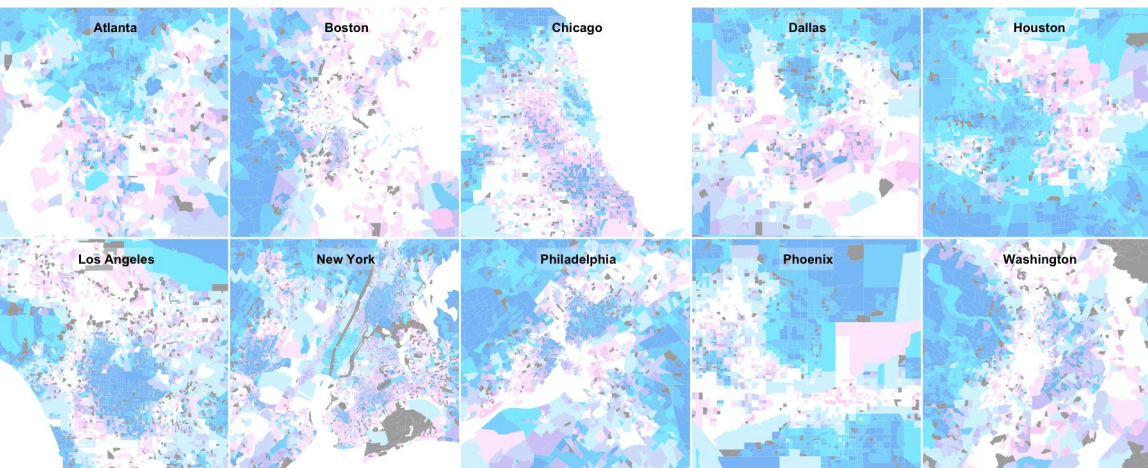 Atlanta
Boston
Chicago
Dallas
Houston
Los Angeles
New York
Philadelphia
Phoenix
Washington